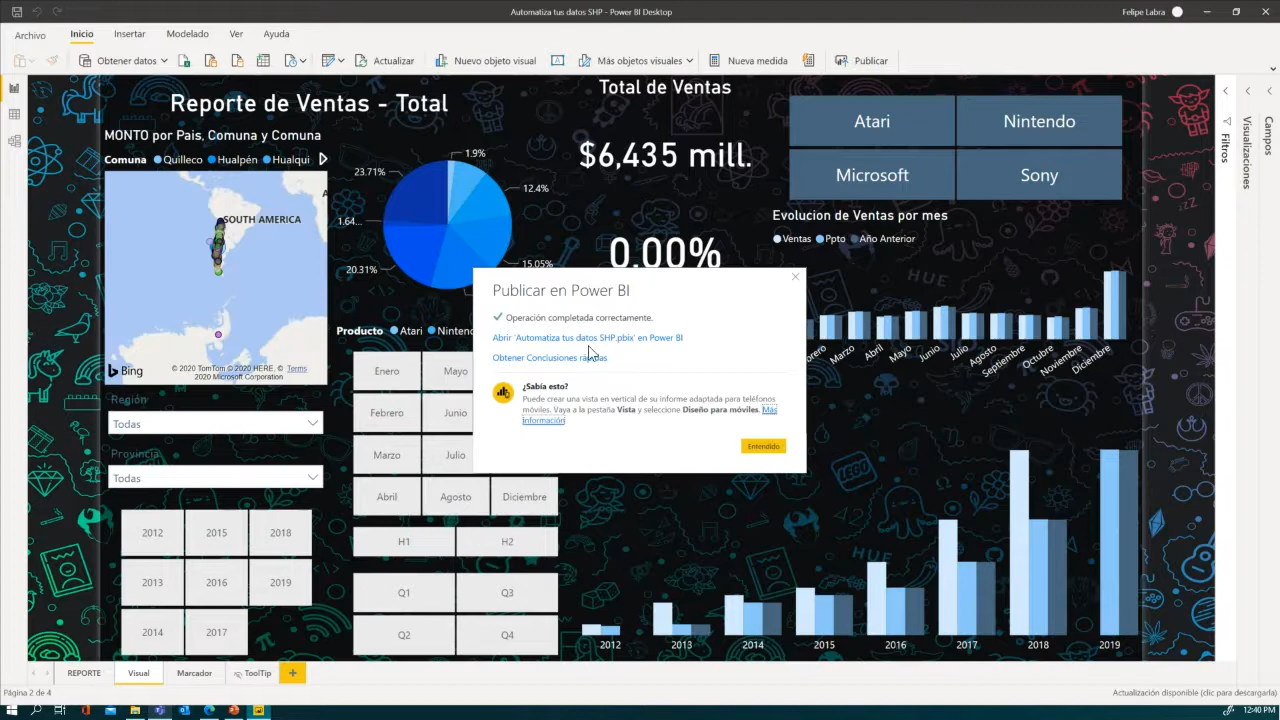 Automatiza tus datos SHP - Power BI Desktop
Felipe Labra
Archivo
Inicio
Insertar
Modelado
Ver
Ayuda
Obtener datos
Actualizar
Nuevo objeto visual
Más objetos visuales
Nueva medida
Publicar
Reporte de Ventas - Total
MONTO por Pais, Comuna y Comuna
Comuna Quilleco Hualpén Hualqui
SOUTH AMERICA
A
Bing
© 2020 TomTom © 2020 HERE, © Terms
2020 Microsoft Corporation
Región
Todas
Provincia
Todas
2012 2015 2018
2013 2016 2019
2014 2017
1.9%
23.71%
12.4%
1.64...
20.31%
15.05%
Producto Atari Ninten
Enero Mayo
Febrero Junio
Marzo Julio
Abril Agosto Diciembre
H1 H2
Q1 Q3
Q2 Q4
Total de Ventas
$6,435 mill.
0.00%
Atari Nintendo
Microsoft Sony
Evolucion de Ventas por mes
Ventas Ppto Año Anterior
Marzo
Abril
Mayo
Junio
Julio
Agosto
Septiembre
Octubre
Noviembre
Diciembre
HUE
HUE
LEGO
2012 2013 2014 2015 2016 2017 2018 2019
Publicar en Power BI
Operación completada correctamente.
Abrir 'Automatiza tus datos SHP.pbix' en Power BI
Obtener Conclusiones rápidas
¿Sabía esto?
Puede crear una vista en vertical de su informe adaptada para teléfonos
móviles. Vaya a la pestaña Vista y seleccione Diseño para móviles. Más
información
Entendido
Filtros
Visualizaciones
Campos
REPORTE
Visual
Marcador
ToolTip
Página 2 de 4
Actualización disponible (clic para descargarla)
12:40 PM